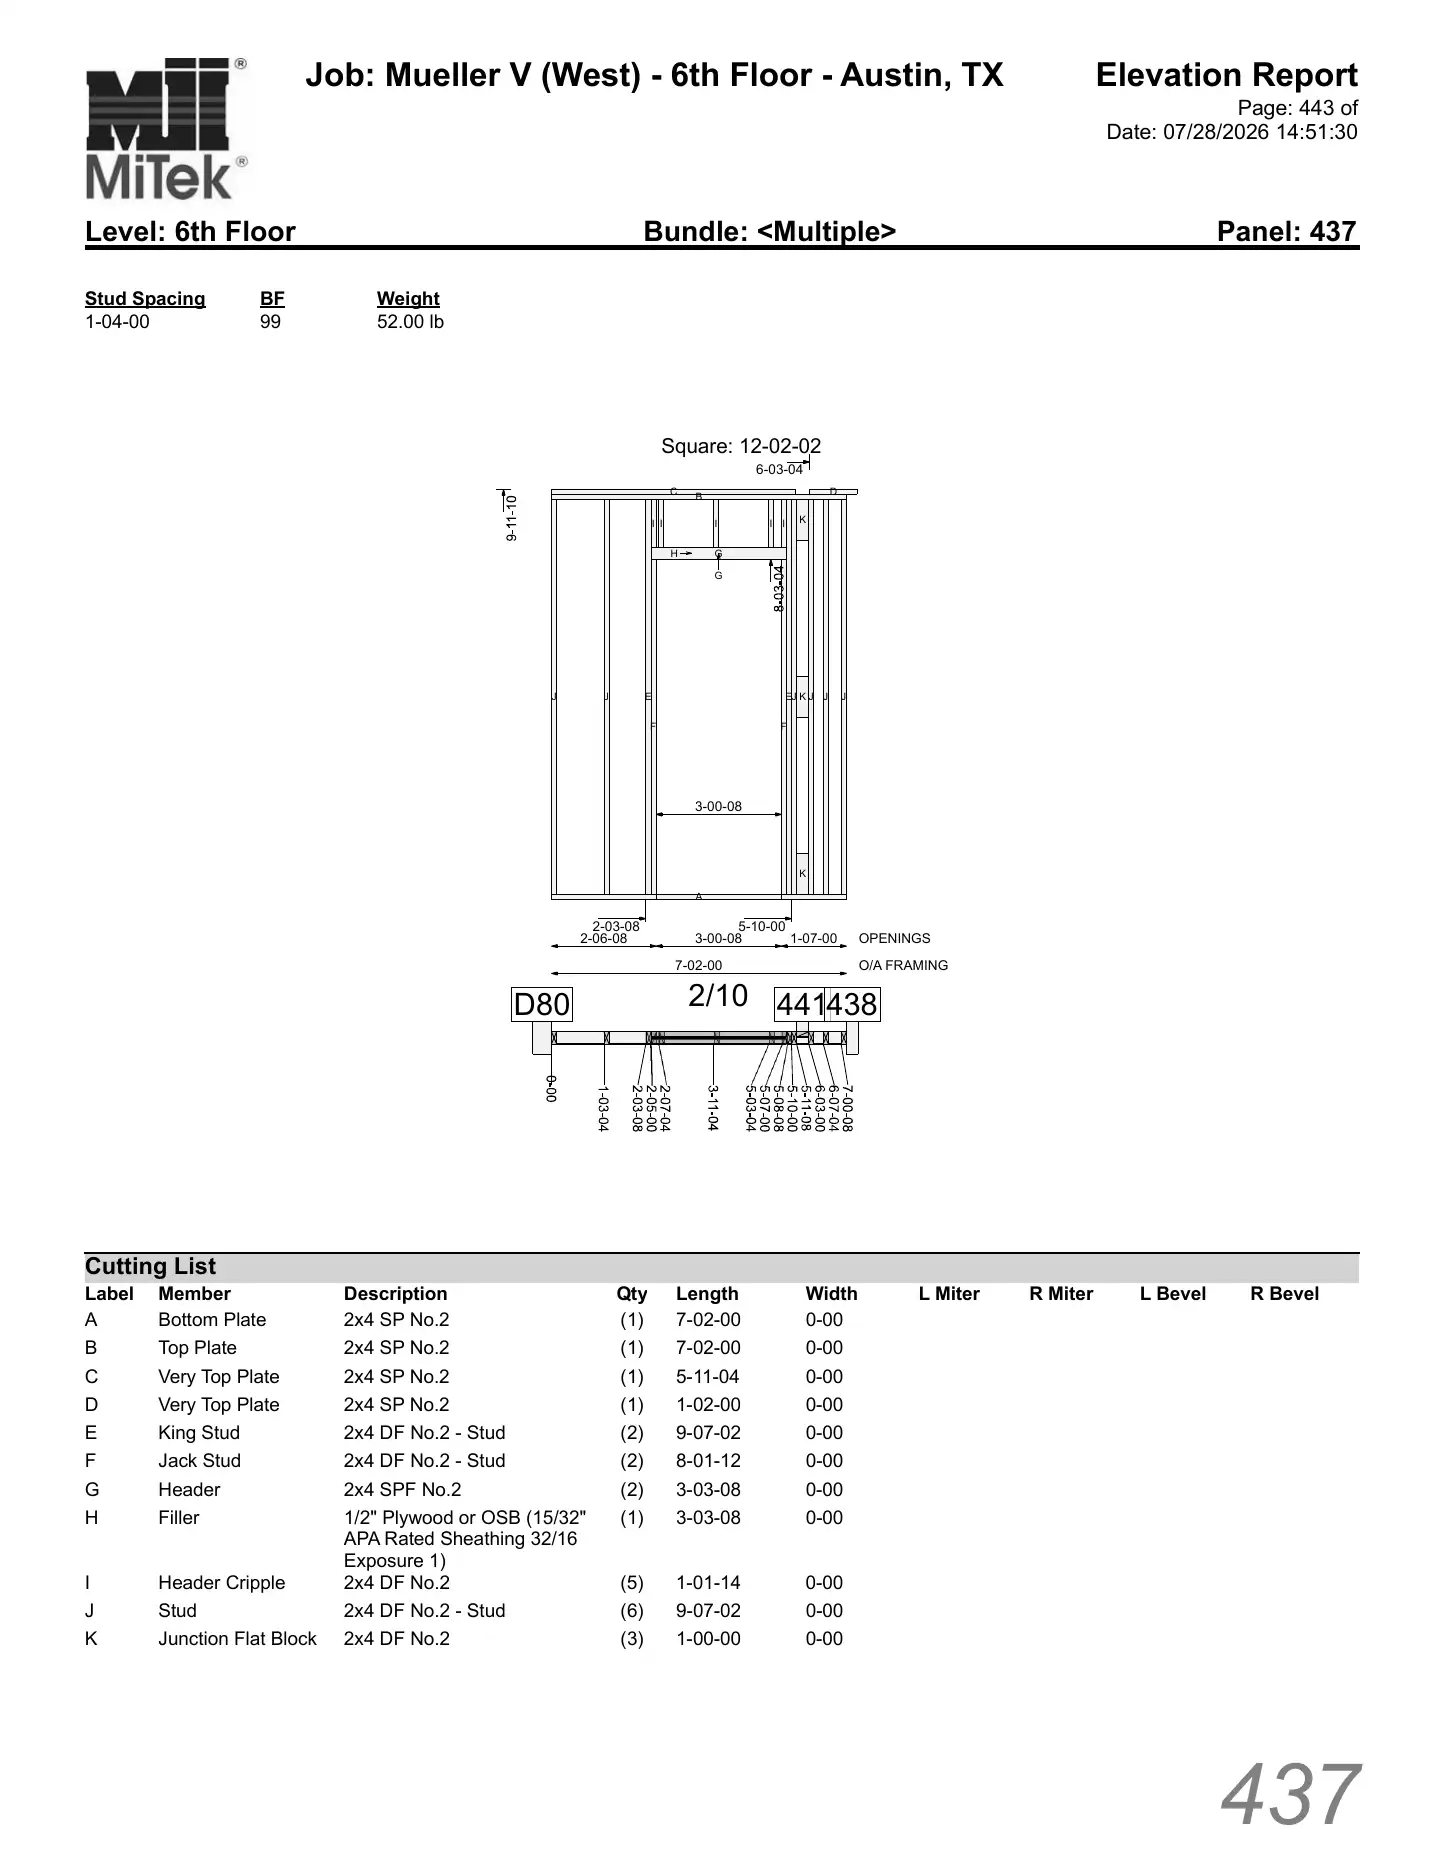 Job: Mueller V (West) - 6th Floor - Austin, TX
Elevation Report
Page: 443 of
Date: 07/28/2026 14:51:30
MiTek®
Level: 6th Floor Bundle: <Multiple> Panel: 437
Stud Spacing BF Weight
1-04-00 99 52.00 lb
Square: 12-02-02
6-03-04
C B D
9-11-10
I I I I I K
H G
G
8-03-04
J J E E J K J J J
F F
3-00-08
K
A
2-03-08 5-10-00
2-06-08 3-00-08 1-07-00 OPENINGS
7-02-00 O/A FRAMING
D80 2/10 441 438
0-00
1-03-04
2-03-08
2-05-00
2-07-04
3-11-04
5-03-04
5-07-00
5-08-08
5-10-00
5-11-08
6-03-00
6-07-04
7-00-08
Cutting List
Label Member Description Qty Length Width L Miter R Miter L Bevel R Bevel
A Bottom Plate 2x4 SP No.2 (1) 7-02-00 0-00
B Top Plate 2x4 SP No.2 (1) 7-02-00 0-00
C Very Top Plate 2x4 SP No.2 (1) 5-11-04 0-00
D Very Top Plate 2x4 SP No.2 (1) 1-02-00 0-00
E King Stud 2x4 DF No.2 - Stud (2) 9-07-02 0-00
F Jack Stud 2x4 DF No.2 - Stud (2) 8-01-12 0-00
G Header 2x4 SPF No.2 (2) 3-03-08 0-00
H Filler 1/2" Plywood or OSB (15/32" (1) 3-03-08 0-00
APA Rated Sheathing 32/16
Exposure 1)
I Header Cripple 2x4 DF No.2 (5) 1-01-14 0-00
J Stud 2x4 DF No.2 - Stud (6) 9-07-02 0-00
K Junction Flat Block 2x4 DF No.2 (3) 1-00-00 0-00
437